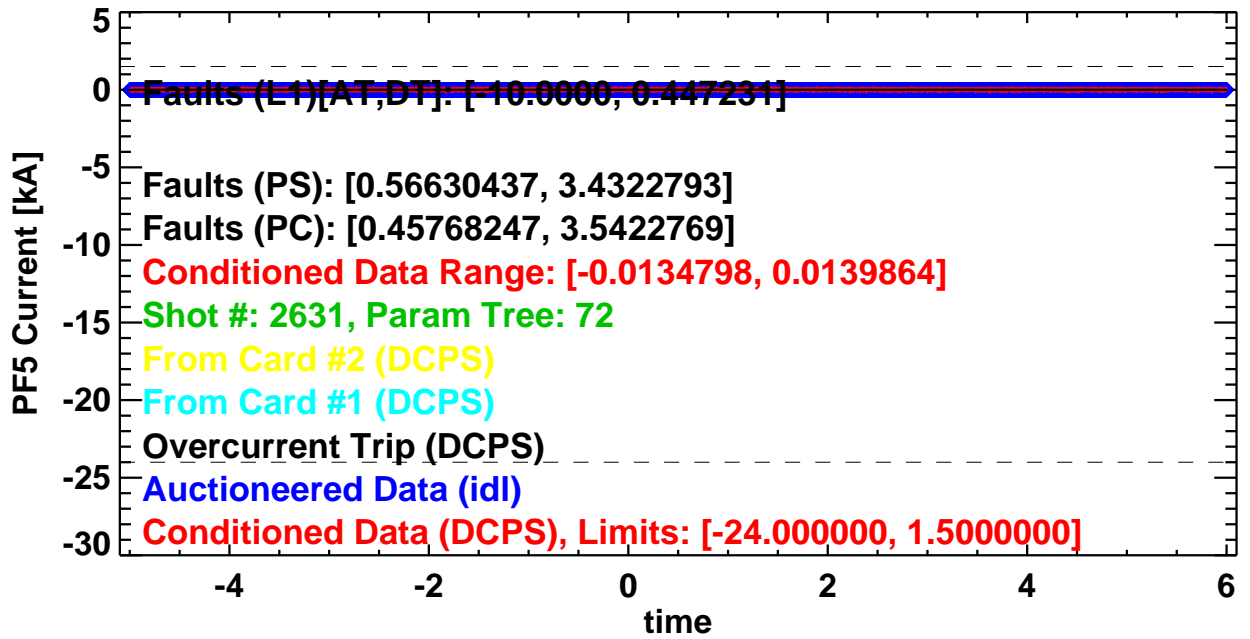 5
0
Faults (L1)[AT,DT]: [-10.0000, 0.447231]
-5
Faults (PS): [0.56630437, 3.4322793]
Faults (PC): [0.45768247, 3.5422769]
-10
Conditioned Data Range: [-0.0134798, 0.0139864]
Shot #: 2631, Param Tree: 72
-15
From Card #2 (DCPS)
-20
From Card #1 (DCPS)
Overcurrent Trip (DCPS)
-25
Auctioneered Data (idl)
Conditioned Data (DCPS), Limits: [-24.000000, 1.5000000]
-30
PF5 Current [kA]
-4 -2 0 2 4 6
time